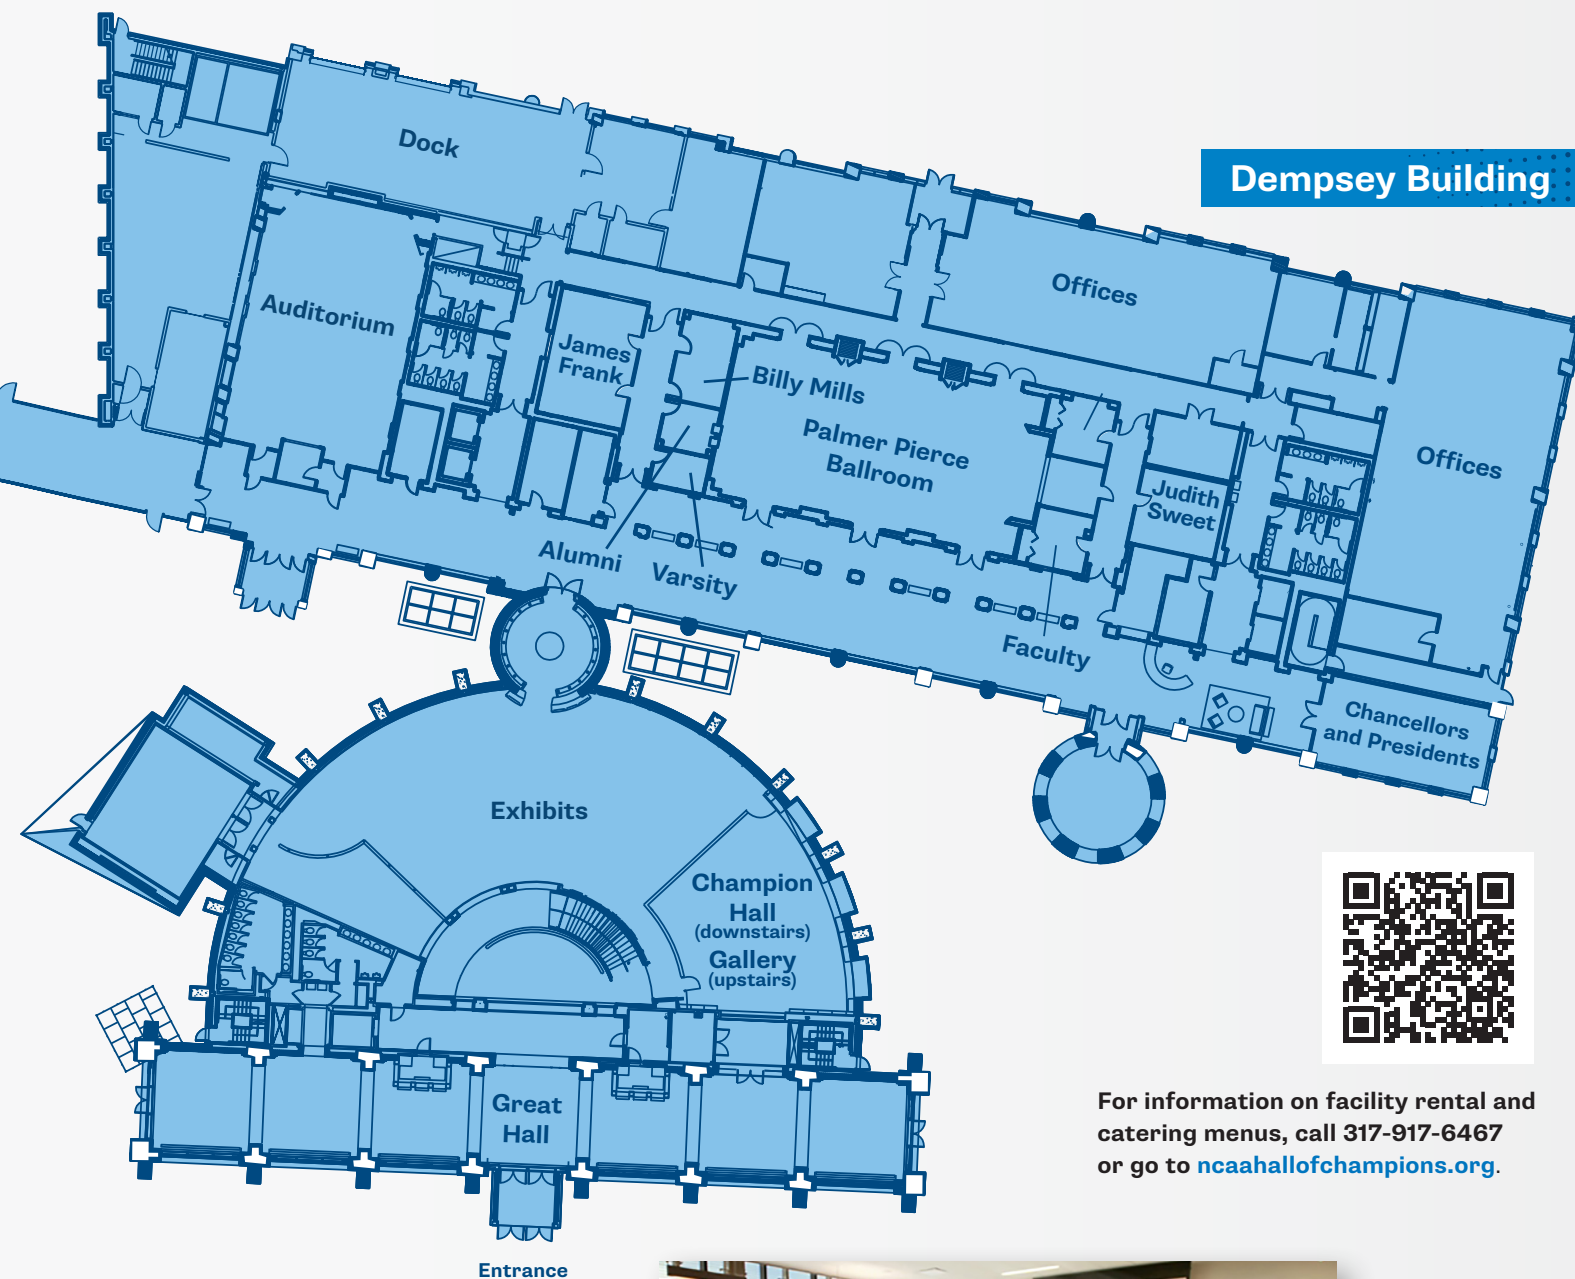 Dock
Dempsey Building
Offices
Auditorium
James
Frank
Billy Mills
Palmer Pierce
Ballroom
Offices
Judith
Sweet
Alumni
Varsity
Faculty
Chancellors
and Presidents
Exhibits
Champion
Hall
(downstairs)
Gallery
(upstairs)
Great
Hall
For information on facility rental and
catering menus, call 317-917-6467
or go to ncaahallofchampions.org.
Entrance